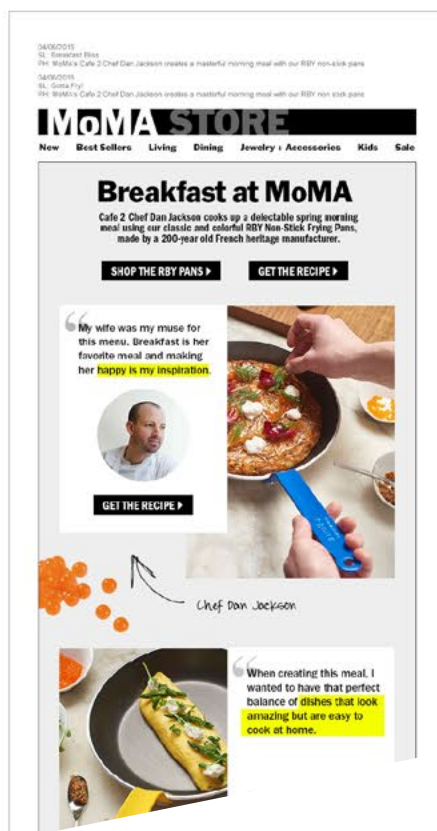 04/06/2015
SL: Breakfast Bliss
PH: MoMA's Cafe 2 Chef Dan Jackson creates a masterful morning meal with our RBY non-stick pans
04/06/2015
SL: Gotta Fry!
PH: MoMA's Cafe 2 Chef Dan Jackson creates a masterful morning meal with our RBY non-stick pans
MoMA STORE
New Best Sellers Living Dining Jewelry + Accessories Kids Sale
Breakfast at MoMA
Cafe 2 Chef Dan Jackson cooks up a delectable spring morning
meal using our classic and colorful RBY Non-Stick Frying Pans,
made by a 200-year old French heritage manufacturer.
SHOP THE RBY PANS GET THE RECIPE
“My wife was my muse for
this menu. Breakfast is her
favorite meal and making
her happy is my inspiration.
GET THE RECIPE
Chef Dan Jackson
“When creating this meal, I
wanted to have that perfect
balance of dishes that look
amazing but are easy to
cook at home.